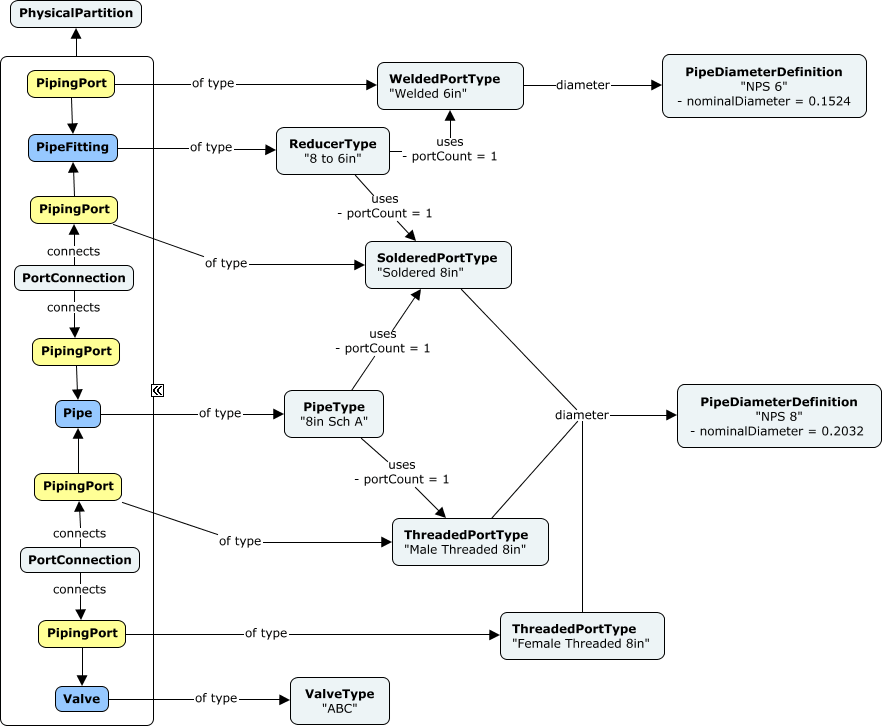 PhysicalPartition
PipingPort
of type
WeldedPortType
"Welded 6in"
diameter
PipeDiameterDefinition
"NPS 6"
- nominalDiameter = 0.1524
PipeFitting
of type
ReducerType
"8 to 6in"
uses
- portCount = 1
uses
- portCount = 1
PipingPort
connects
of type
SolderedPortType
"Soldered 8in"
PortConnection
connects
uses
- portCount = 1
PipingPort
Pipe
of type
PipeType
"8in Sch A"
diameter
PipeDiameterDefinition
"NPS 8"
- nominalDiameter = 0.2032
uses
- portCount = 1
PipingPort
connects
of type
ThreadedPortType
"Male Threaded 8in"
PortConnection
connects
PipingPort
of type
ThreadedPortType
"Female Threaded 8in"
Valve
of type
ValveType
"ABC"